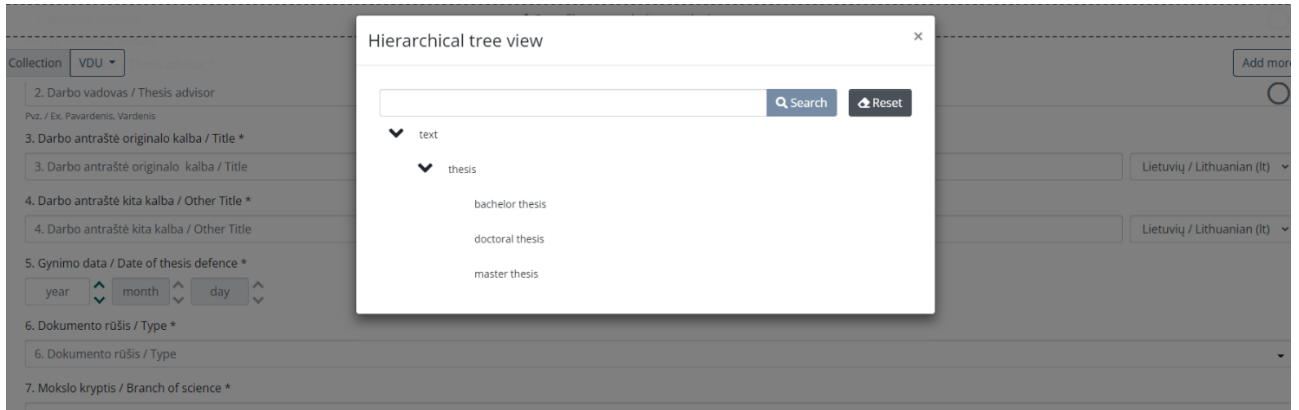 Hierarchical tree view ×
Collection VDU Add more
2. Darbo vadovas / Thesis advisor
Search Reset
Pvz. / Ex. Pavardenis, Vardenis
text
3. Darbo antraštė originalo kalba / Title *
3. Darbo antraštė originalo kalba / Title Lietuvių / Lithuanian (lt)
thesis
4. Darbo antraštė kita kalba / Other Title *
bachelor thesis
4. Darbo antraštė kita kalba / Other Title Lietuvių / Lithuanian (lt)
doctoral thesis
5. Gynimo data / Date of thesis defence *
master thesis
year month day
6. Dokumento rūšis / Type *
6. Dokumento rūšis / Type
7. Mokslo kryptis / Branch of science *